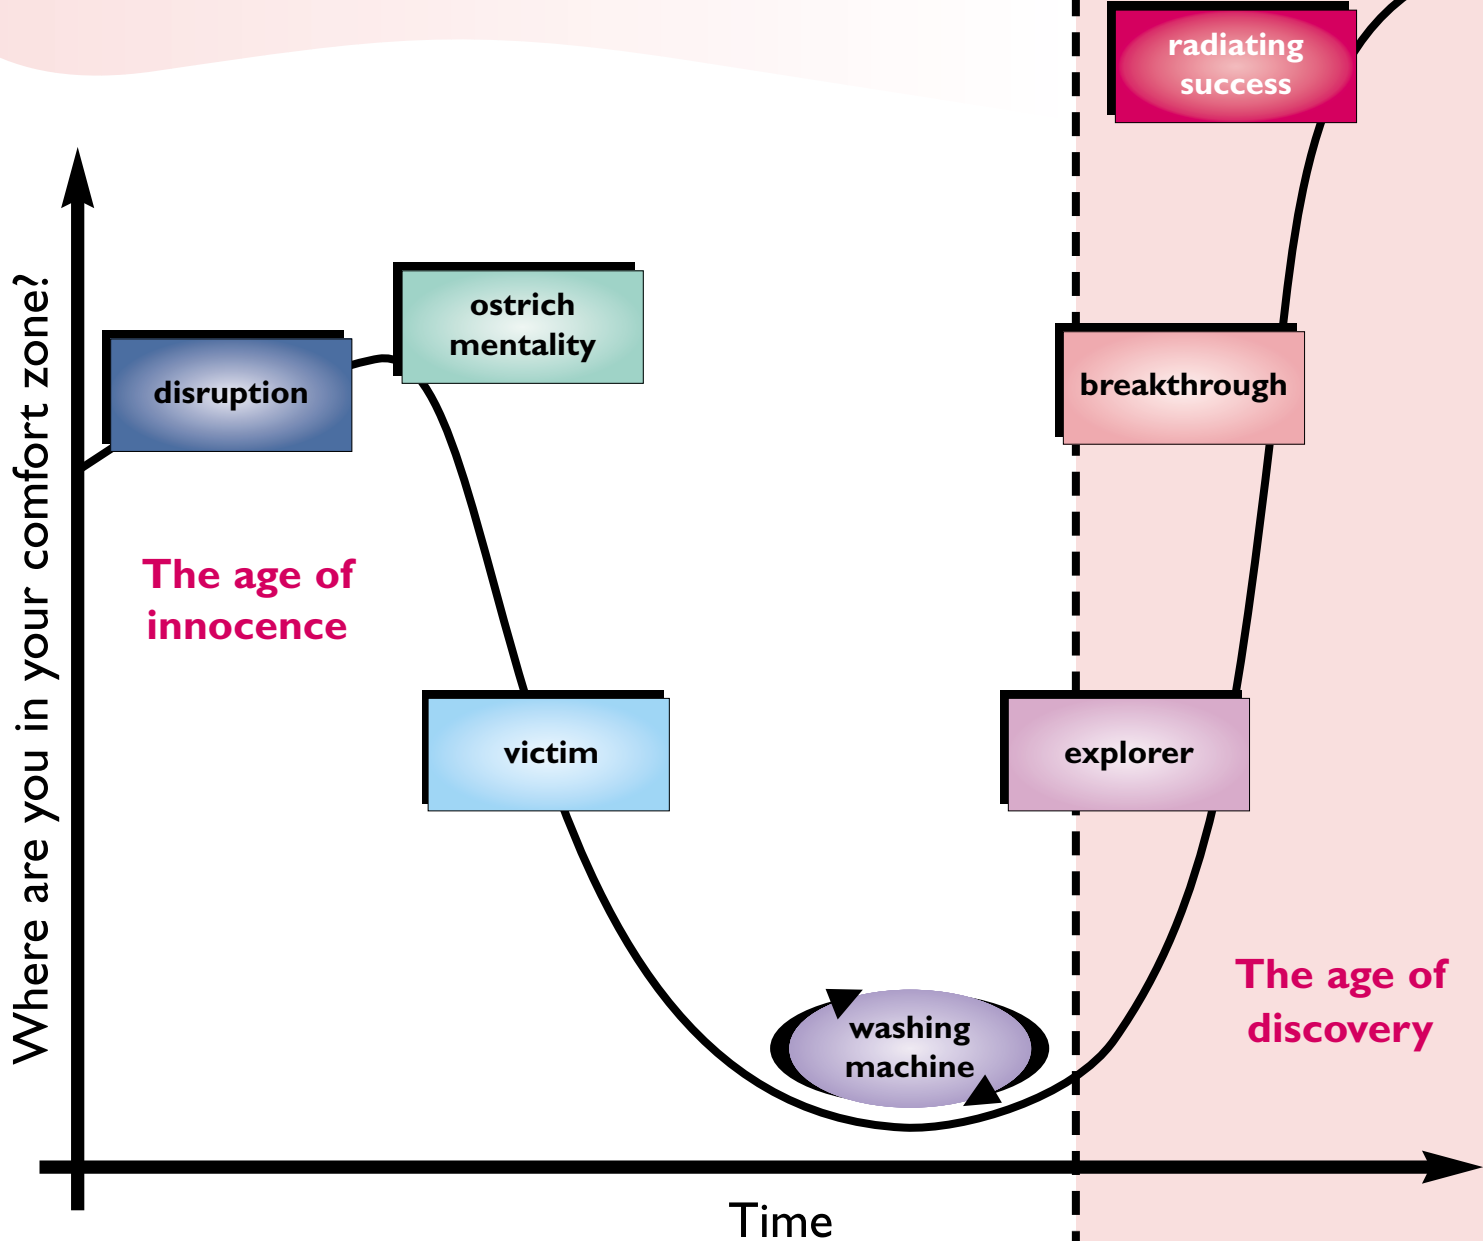 radiating
success
ostrich
mentality
disruption
breakthrough
Where are you in your comfort zone?
The age of
innocence
victim
explorer
washing
machine
The age of
discovery
Time